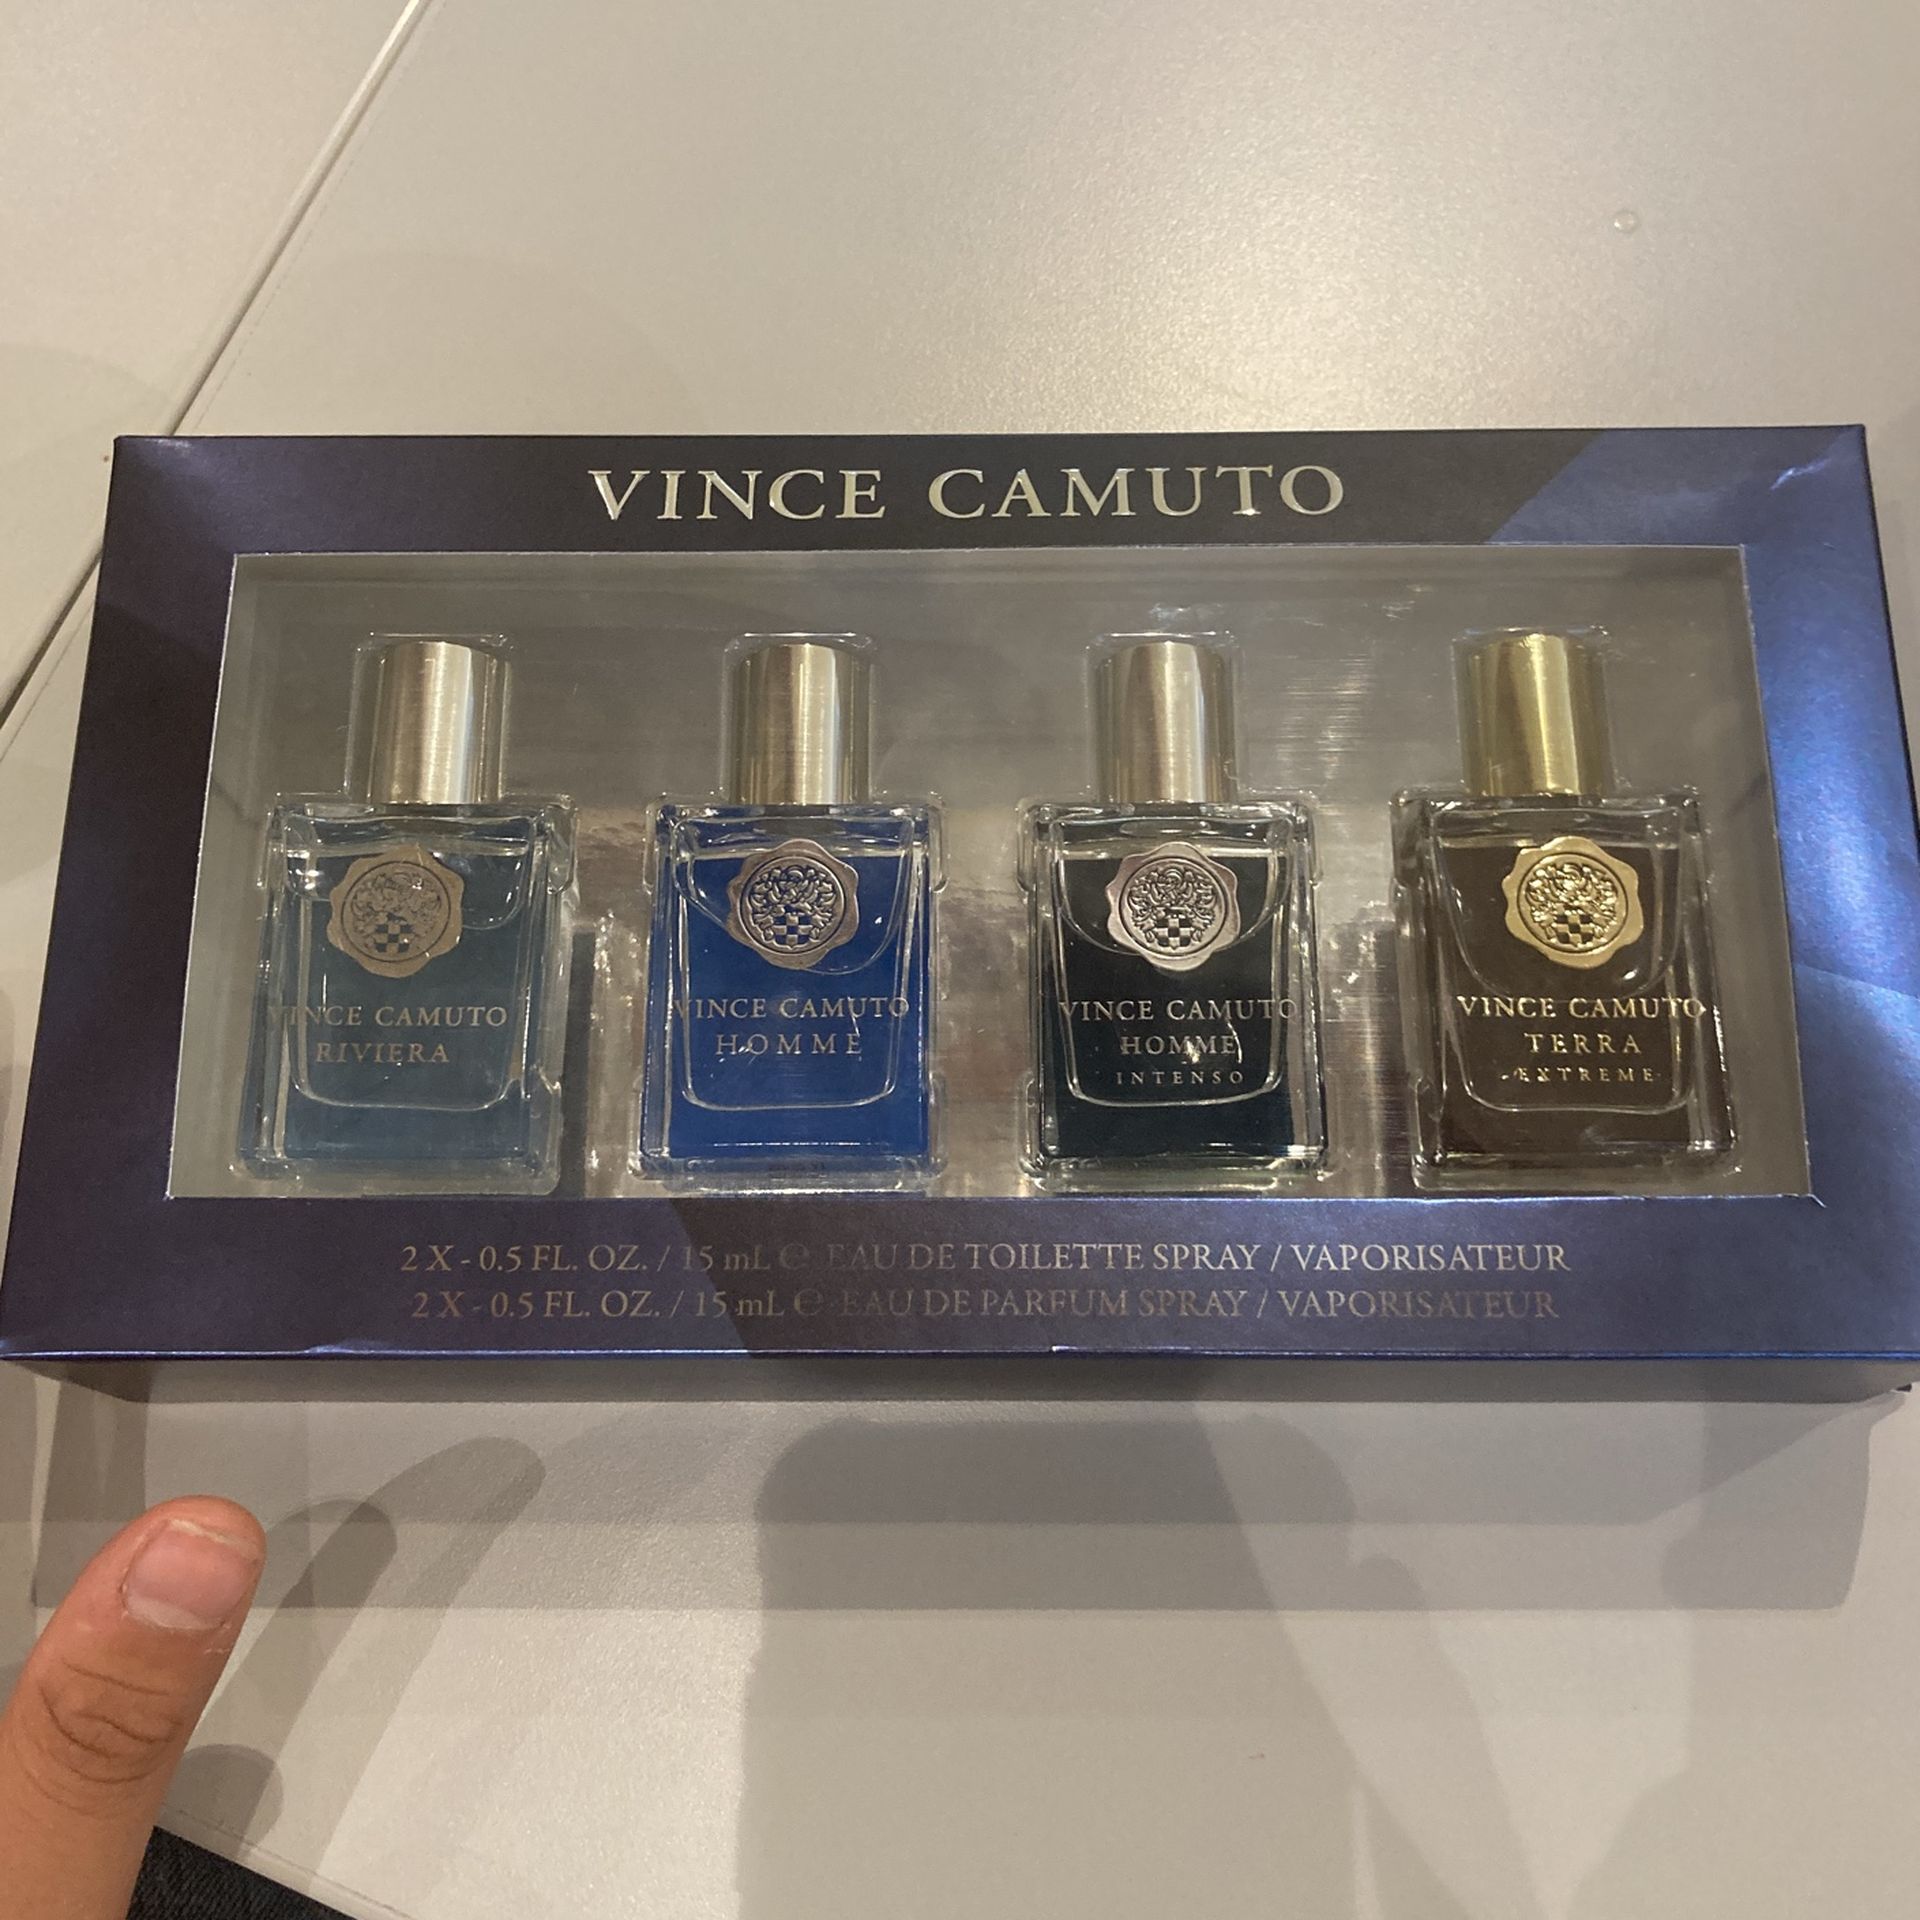 VINCE CAMUTO
VINCE CAMUTO
RIVIERA
VINCE CAMUTO
HOMME
VINCE CAMUTO
HOMME
INTENSO
VINCE CAMUTO
TERRA
EXTREME
2 X - 0.5 FL. OZ. / 15 mL ℮ EAU DE TOILETTE SPRAY / VAPORISATEUR
2 X - 0.5 FL. OZ. / 15 mL ℮ EAU DE PARFUM SPRAY / VAPORISATEUR